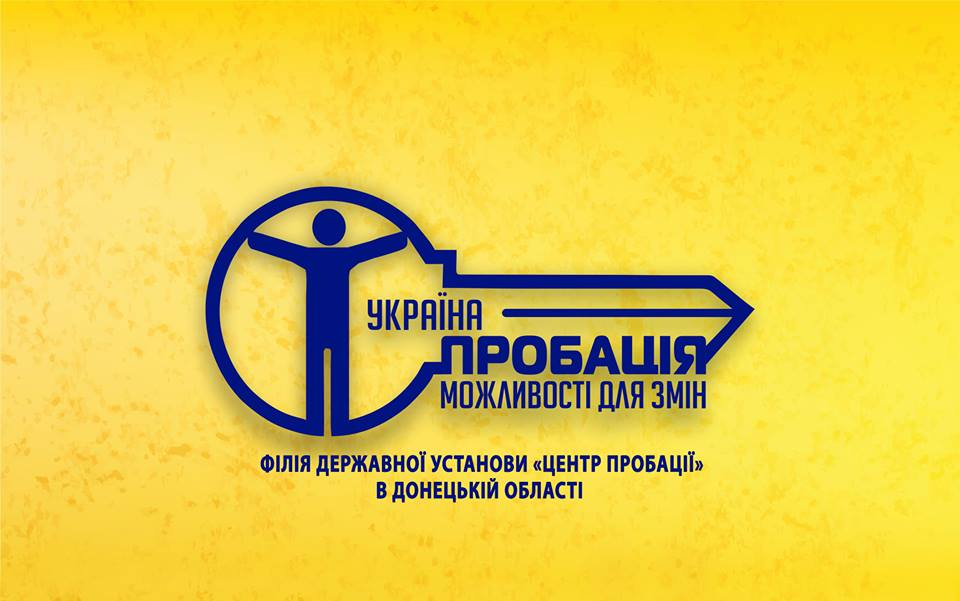 УКРАЇНА
ПРОБАЦІЯ
МОЖЛИВОСТІ ДЛЯ ЗМІН
ФІЛІЯ ДЕРЖАВНОЇ УСТАНОВИ «ЦЕНТР ПРОБАЦІЇ»
В ДОНЕЦЬКІЙ ОБЛАСТІ